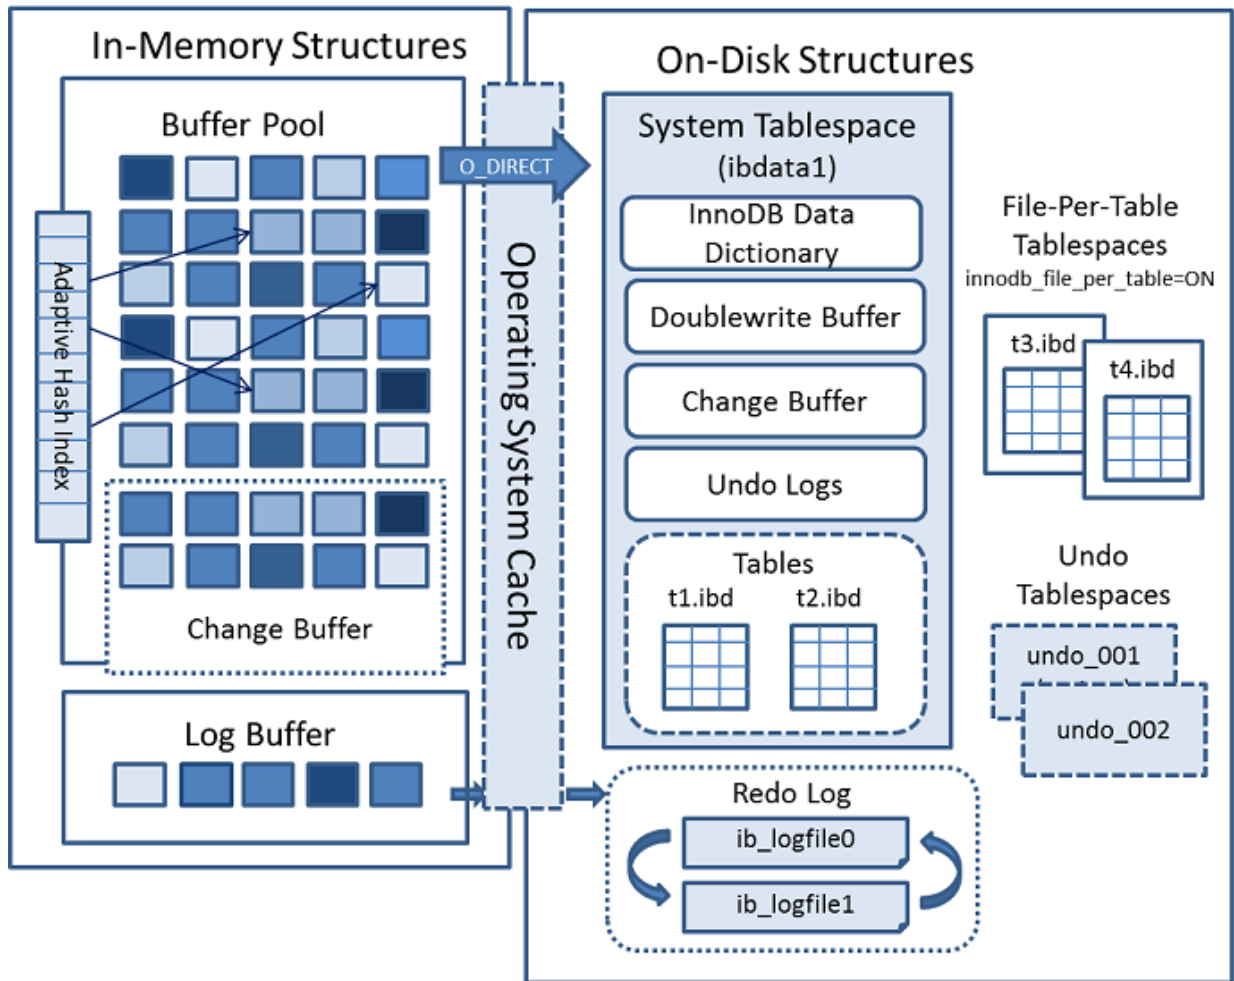 In-Memory Structures
Buffer Pool
Adaptive Hash Index
Change Buffer
Log Buffer
Operating System Cache
O_DIRECT
On-Disk Structures
System Tablespace
(ibdata1)
InnoDB Data
Dictionary
Doublewrite Buffer
Change Buffer
Undo Logs
Tables
t1.ibd
t2.ibd
Redo Log
ib_logfile0
ib_logfile1
File-Per-Table
Tablespaces
innodb_file_per_table=ON
t3.ibd
t4.ibd
Undo
Tablespaces
undo_001
undo_002